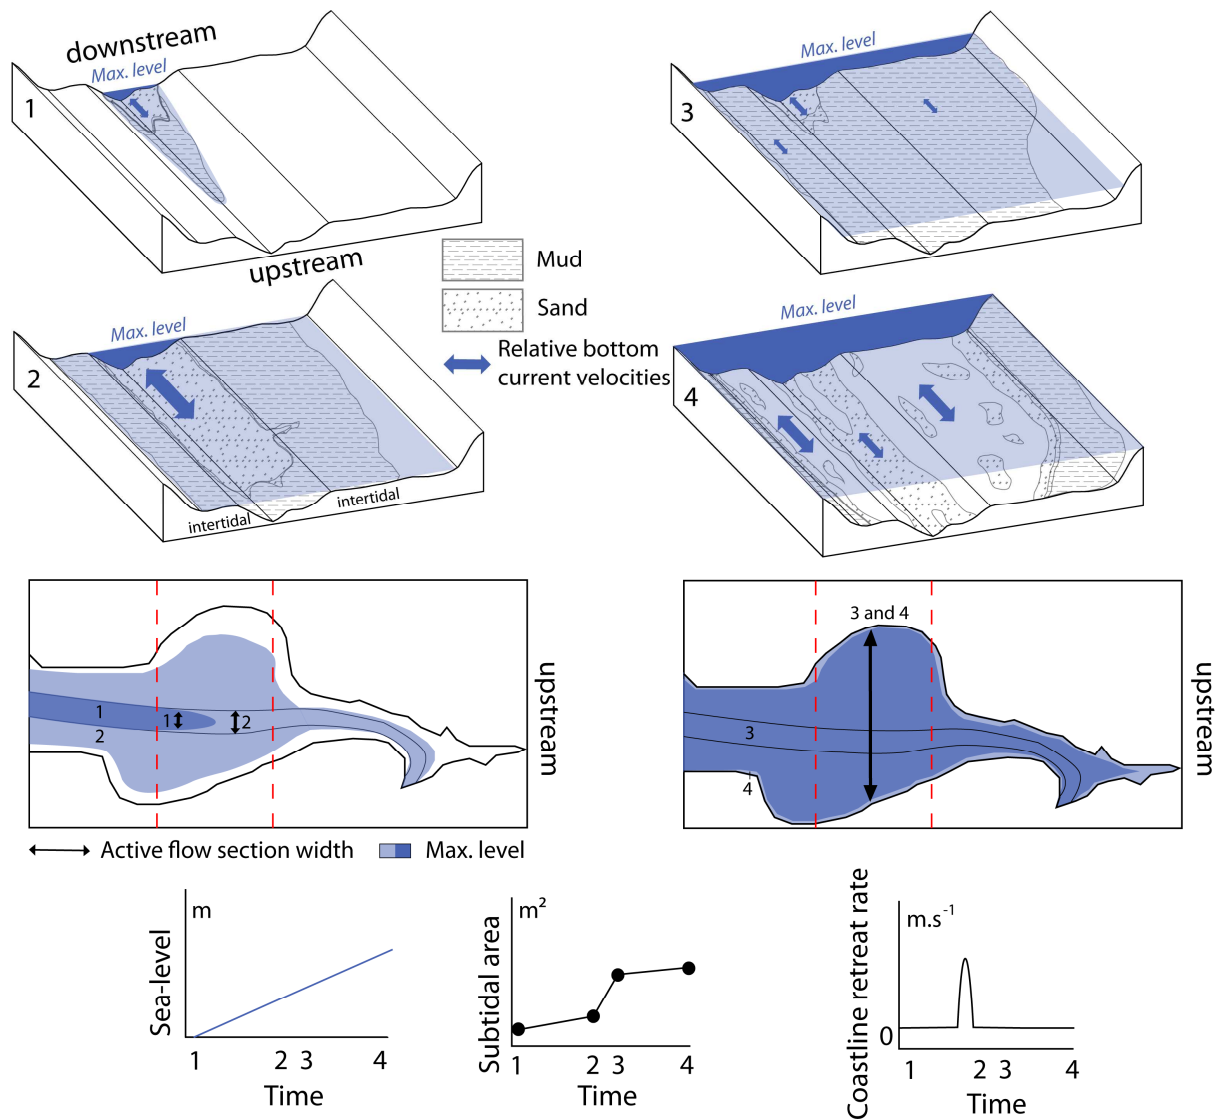 downstream
Max. level
1
upstream
Max. level
3
Mud
Sand
Relative bottom
current velocities
Max. level
2
intertidal
intertidal
Max. level
4
1
1
2
2
upstream
3 and 4
3
4
upstream
Active flow section width
Max. level
m
Sea-level
1 2 3 4
Time
m²
Subtidal area
1 2 3 4
Time
m.s⁻¹
Coastline retreat rate
0
1 2 3 4
Time